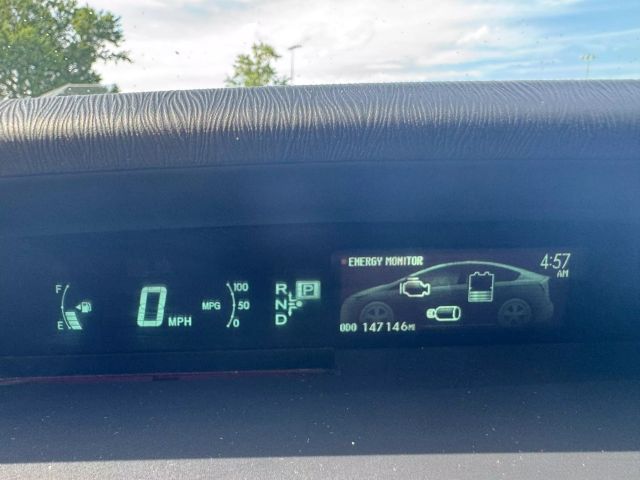 ENERGY MONITOR
4:57
AM
F
E
0 MPH
MPG
100
50
0
R
N
D
P
ODO 147146MI